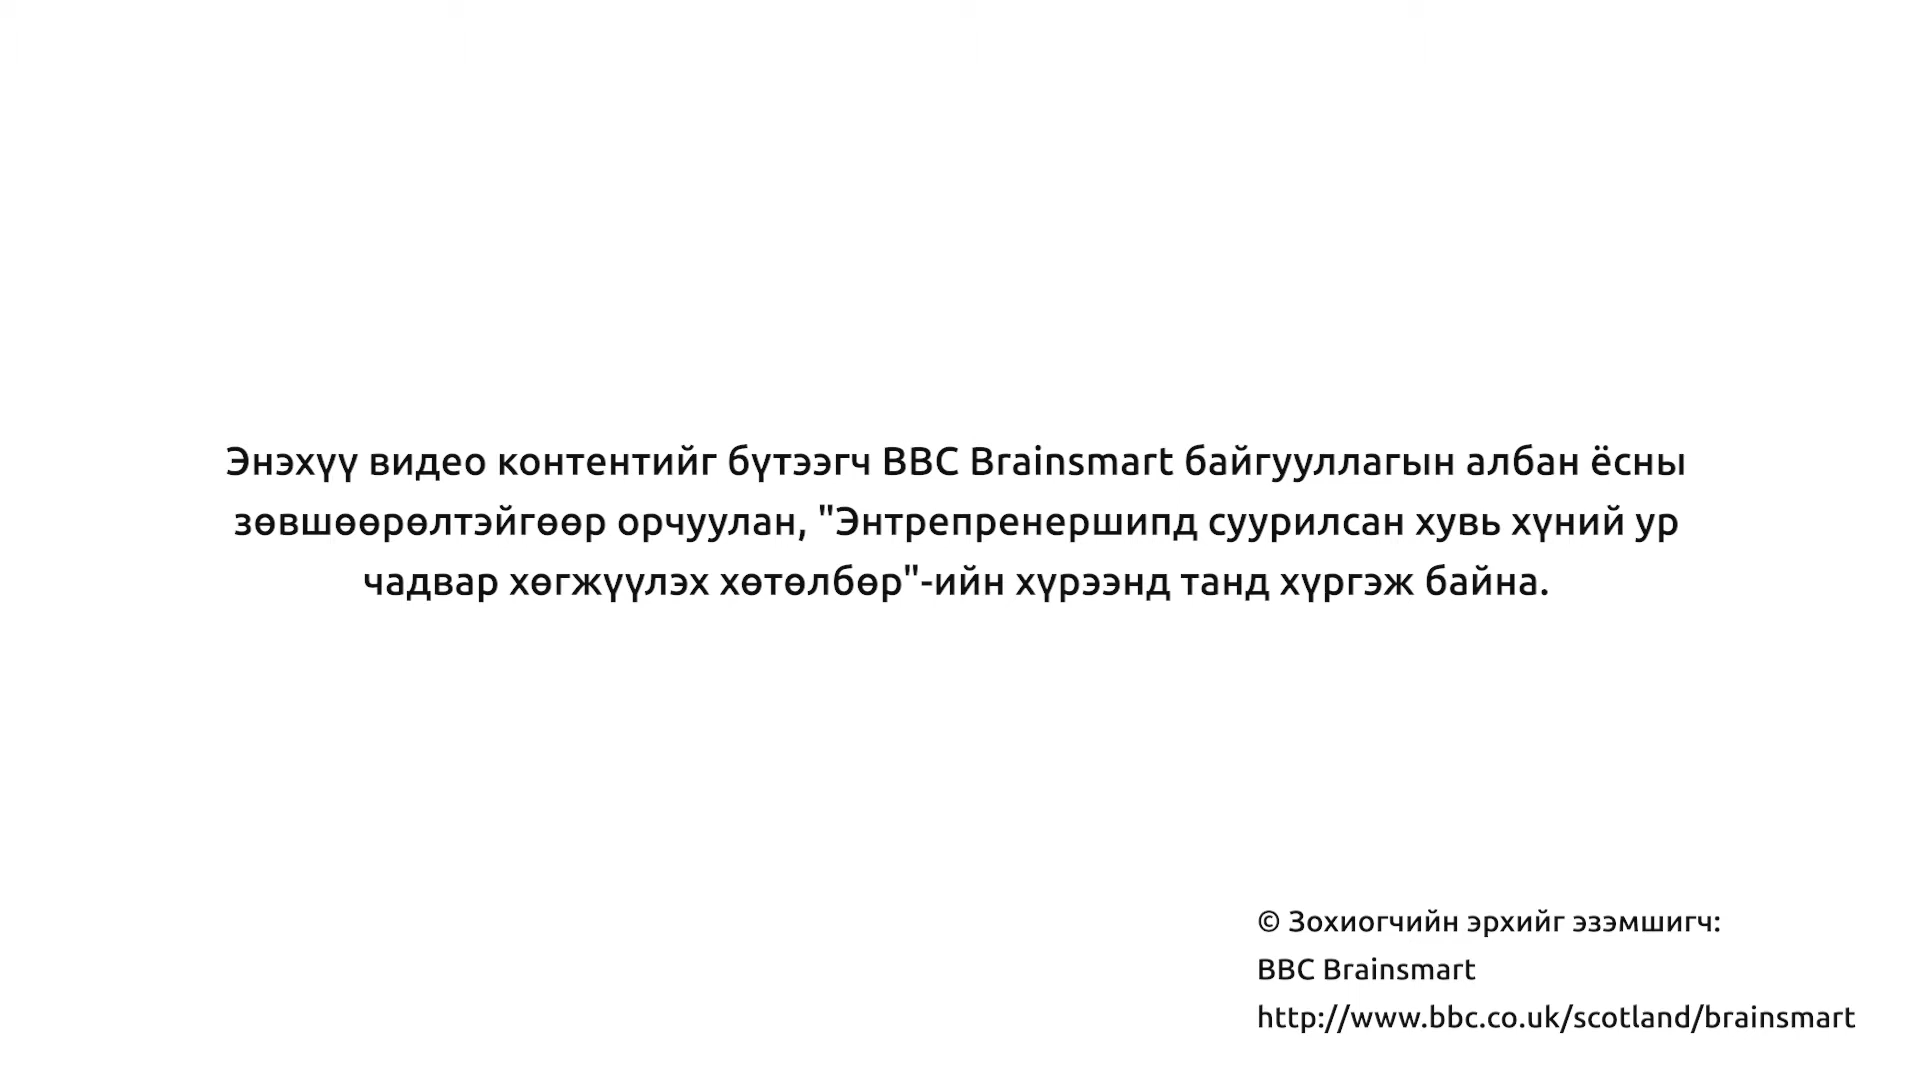 Энэхүү видео контентийг бүтээгч BBC Brainsmart байгууллагын албан ёсны
зөвшөөрөлтэйгөөр орчуулан, "Энтрепренершипд суурилсан хувь хүний ур
чадвар хөгжүүлэх хөтөлбөр"-ийн хүрээнд танд хүргэж байна.
© Зохиогчийн эрхийг эзэмшигч:
BBC Brainsmart
http://www.bbc.co.uk/scotland/brainsmart